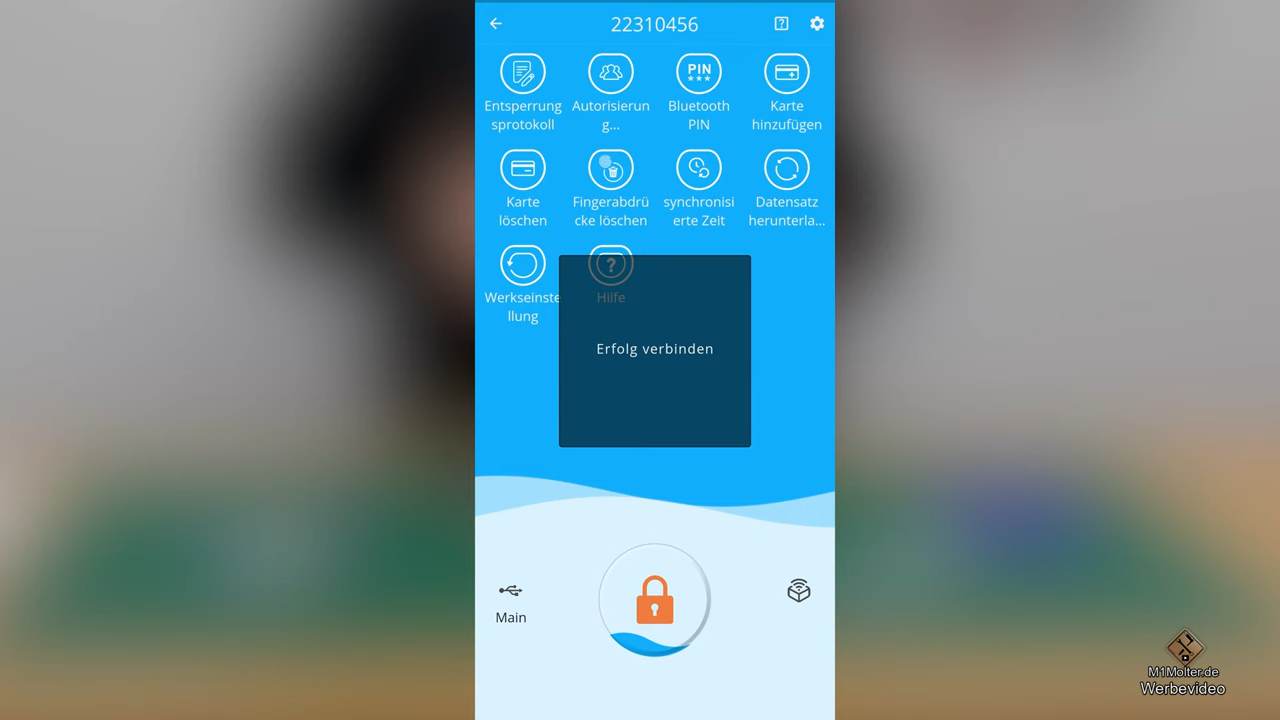 22310456
Entsperrung
sprotokoll
Autorisierun
g...
PIN
***
Bluetooth
PIN
Karte
hinzufügen
Karte
löschen
Fingerabdrü
cke löschen
synchronisi
erte Zeit
Datensatz
herunterla...
Werkseinste
llung
?
Hilfe
Erfolg verbinden
Main
M1Molter.de
Werbevideo